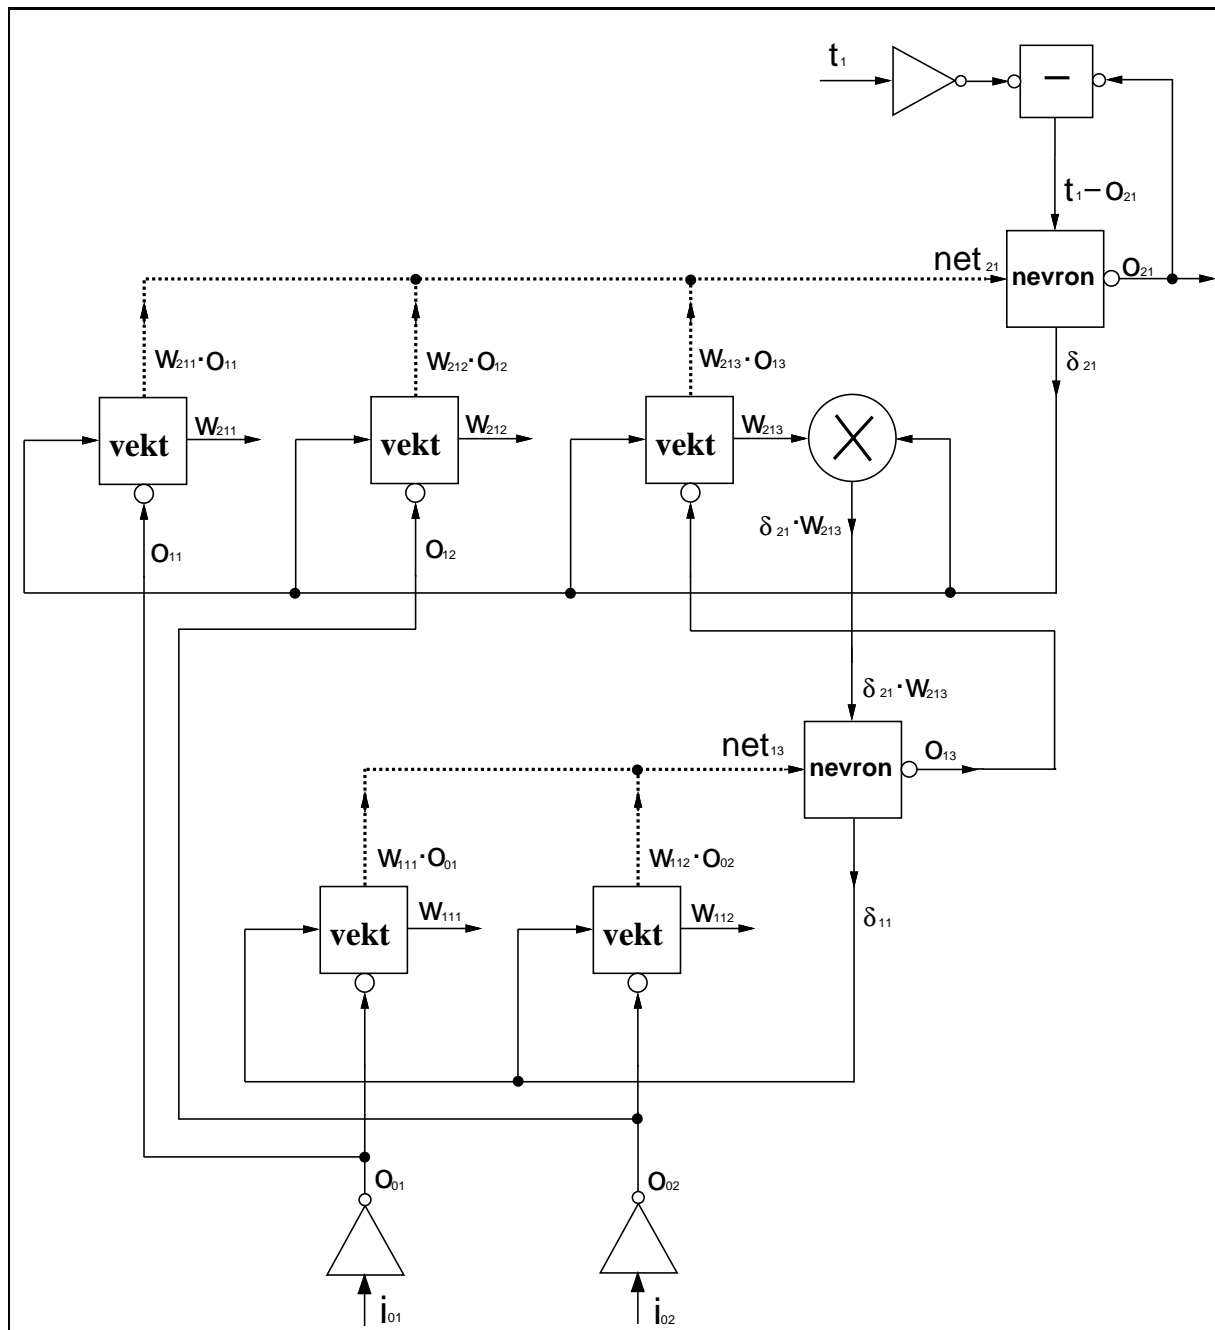 t₁
−
t₁−o₂₁
net₂₁
nevron
o₂₁
w₂₁₁·o₁₁
w₂₁₂·o₁₂
w₂₁₃·o₁₃
δ₂₁
vekt
w₂₁₁
vekt
w₂₁₂
vekt
w₂₁₃
×
o₁₁
o₁₂
δ₂₁·w₂₁₃
δ₂₁·w₂₁₃
net₁₃
nevron
o₁₃
w₁₁₁·o₀₁
w₁₁₂·o₀₂
vekt
w₁₁₁
vekt
w₁₁₂
δ₁₁
o₀₁
o₀₂
i₀₁
i₀₂